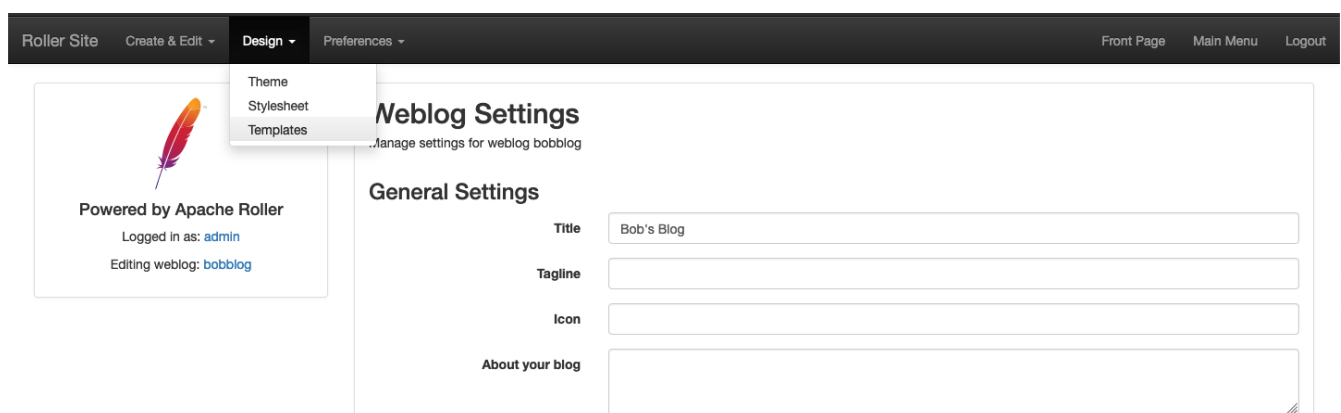 Roller Site Create & Edit Design Preferences Front Page Main Menu Logout
Theme
Stylesheet
Templates
Powered by Apache Roller
Logged in as: admin
Editing weblog: bobblog
Weblog Settings
Manage settings for weblog bobblog
General Settings
Title Bob's Blog
Tagline
Icon
About your blog